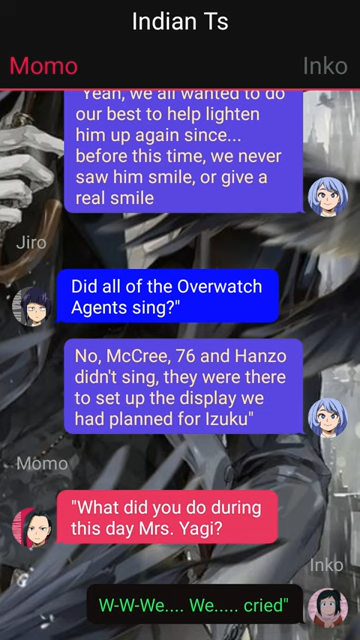 Indian Ts
Momo
Inko
"Yeah, we all wanted to do
our best to help lighten
him up again since...
before this time, we never
saw him smile, or give a
real smile
Jiro
Did all of the Overwatch
Agents sing?"
No, McCree, 76 and Hanzo
didn't sing, they were there
to set up the display we
had planned for Izuku"
Momo
"What did you do during
this day Mrs. Yagi?
Inko
W-W-We.... We..... cried"